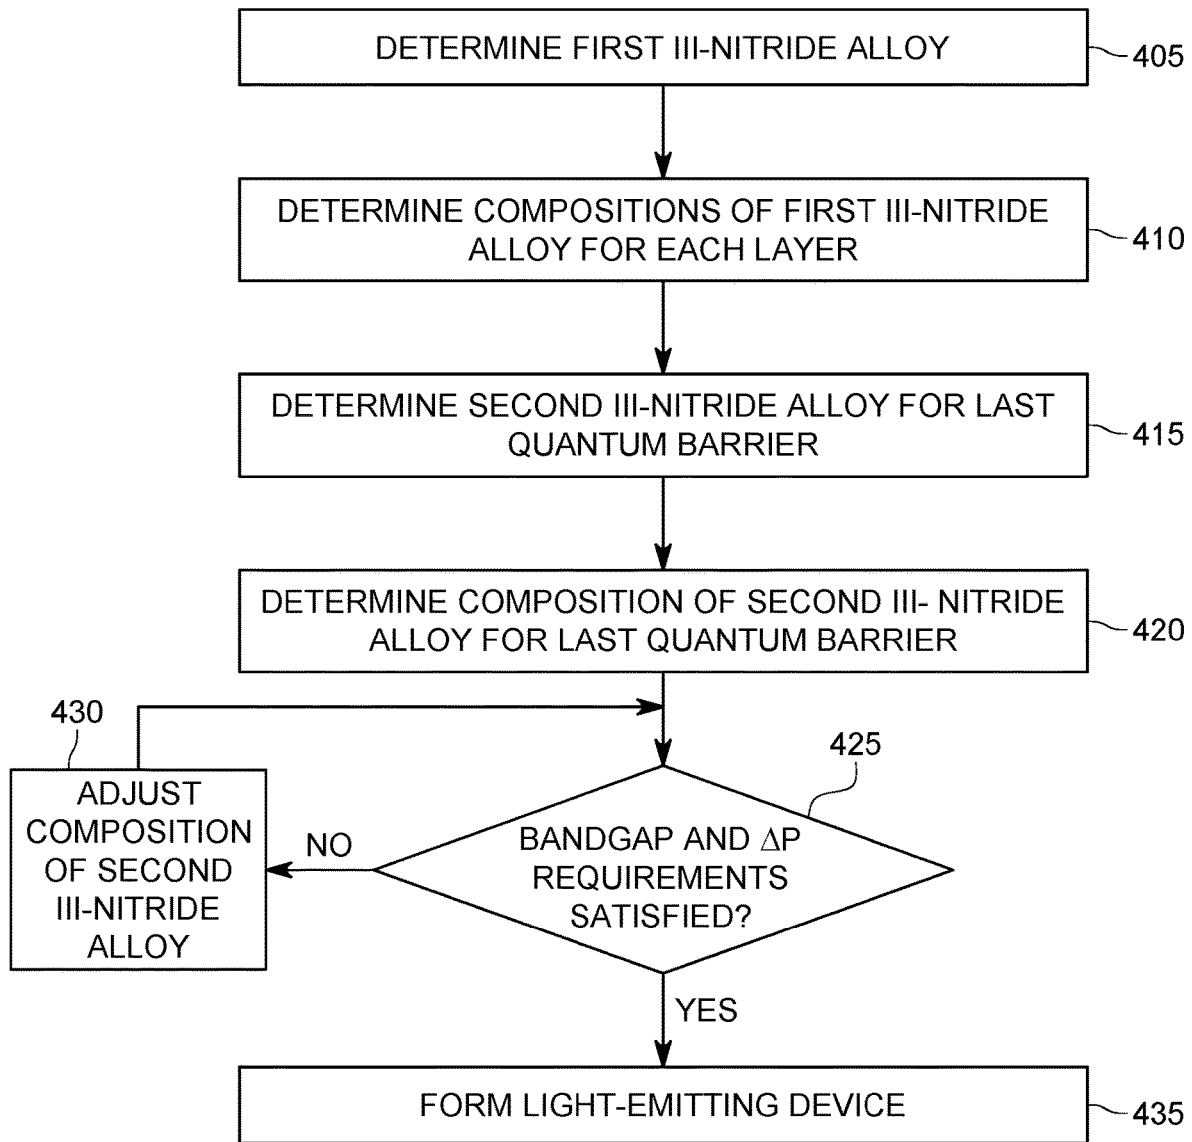 DETERMINE FIRST III-NITRIDE ALLOY
405
DETERMINE COMPOSITIONS OF FIRST III-NITRIDE
ALLOY FOR EACH LAYER
410
DETERMINE SECOND III-NITRIDE ALLOY FOR LAST
QUANTUM BARRIER
415
DETERMINE COMPOSITION OF SECOND III- NITRIDE
ALLOY FOR LAST QUANTUM BARRIER
420
430
ADJUST
COMPOSITION
OF SECOND
III-NITRIDE
ALLOY
NO
425
BANDGAP AND ΔP
REQUIREMENTS
SATISFIED?
YES
FORM LIGHT-EMITTING DEVICE
435